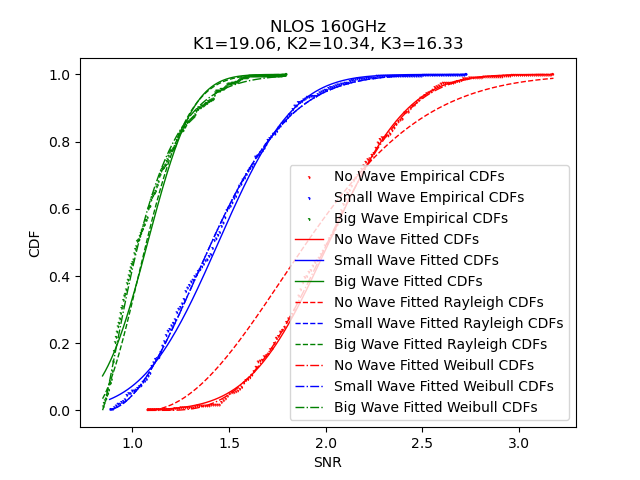 NLOS 160GHz
K1=19.06, K2=10.34, K3=16.33
CDF
1.0
0.8
0.6
0.4
0.2
0.0
No Wave Empirical CDFs
Small Wave Empirical CDFs
Big Wave Empirical CDFs
No Wave Fitted CDFs
Small Wave Fitted CDFs
Big Wave Fitted CDFs
No Wave Fitted Rayleigh CDFs
Small Wave Fitted Rayleigh CDFs
Big Wave Fitted Rayleigh CDFs
No Wave Fitted Weibull CDFs
Small Wave Fitted Weibull CDFs
Big Wave Fitted Weibull CDFs
1.0 1.5 2.0 2.5 3.0
SNR